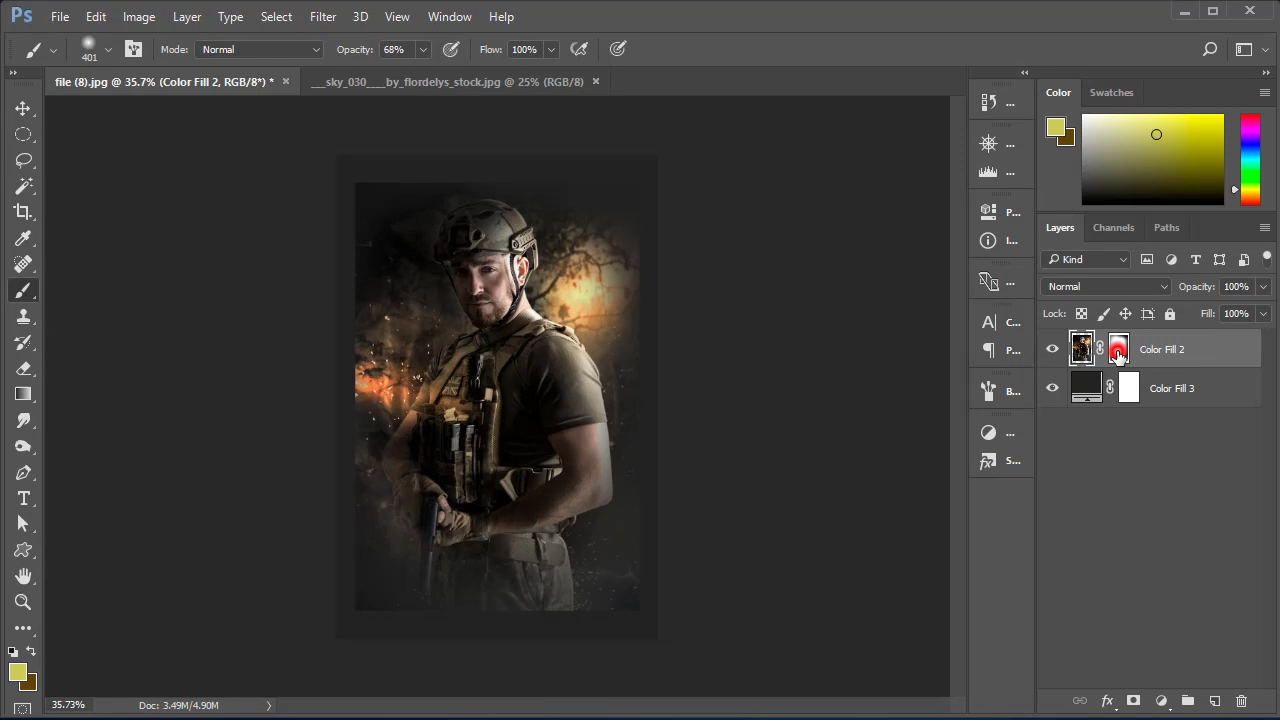 Ps File Edit Image Layer Type Select Filter 3D View Window Help
401 Mode: Normal Opacity: 68% Flow: 100%
file (8).jpg @ 35.7% (Color Fill 2, RGB/8*) * ___sky_030____by_flordelys_stock.jpg @ 25% (RGB/8)
Color Swatches
...
...
...
P...
I...
...
A| C...
P...
B...
...
fx S...
Layers Channels Paths
Kind
Normal Opacity: 100%
Lock: Fill: 100%
Color Fill 2
Color Fill 3
fx
35.73% Doc: 3.49M/4.90M